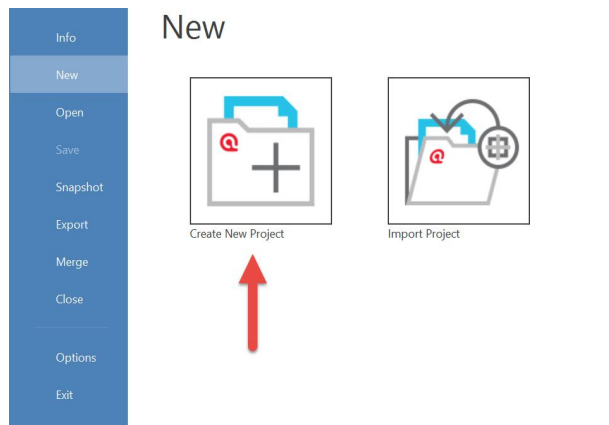 Info
New
Open
Save
Snapshot
Export
Merge
Close
Options
Exit
New
@
Create New Project
@
Import Project